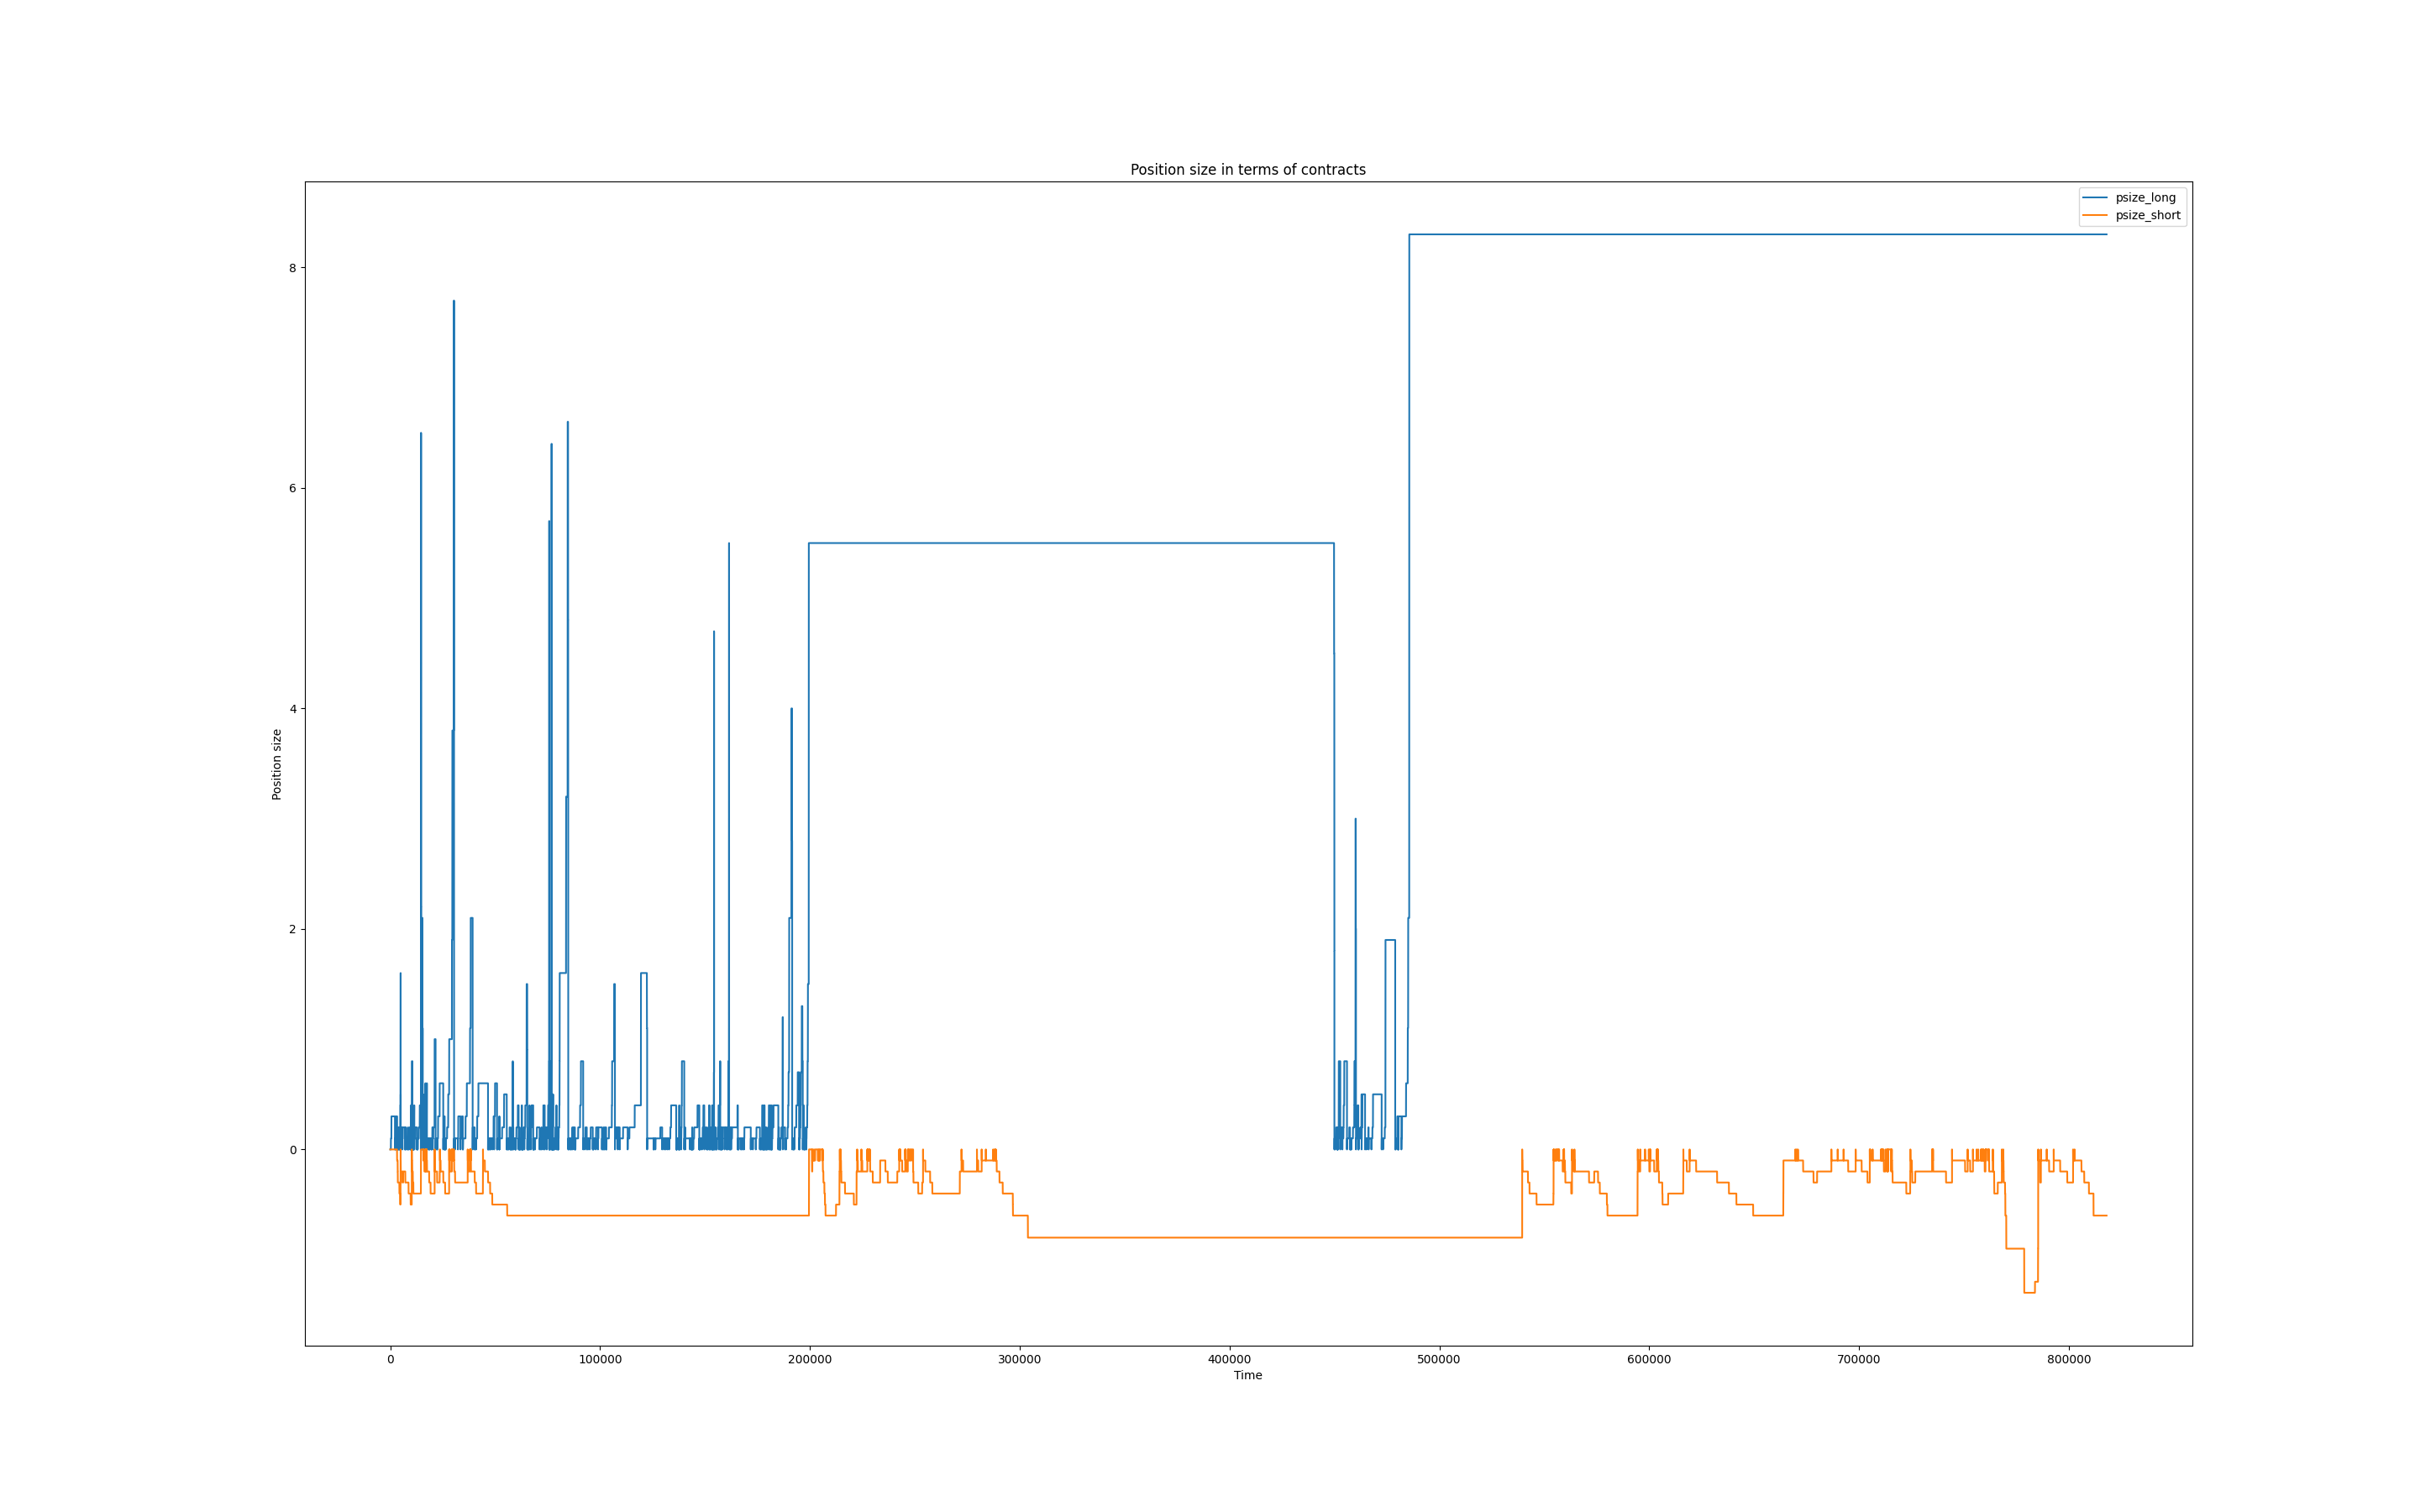 Position size in terms of contracts
psize_long
psize_short
8
6
4
2
0
Position size
0 100000 200000 300000 400000 500000 600000 700000 800000
Time